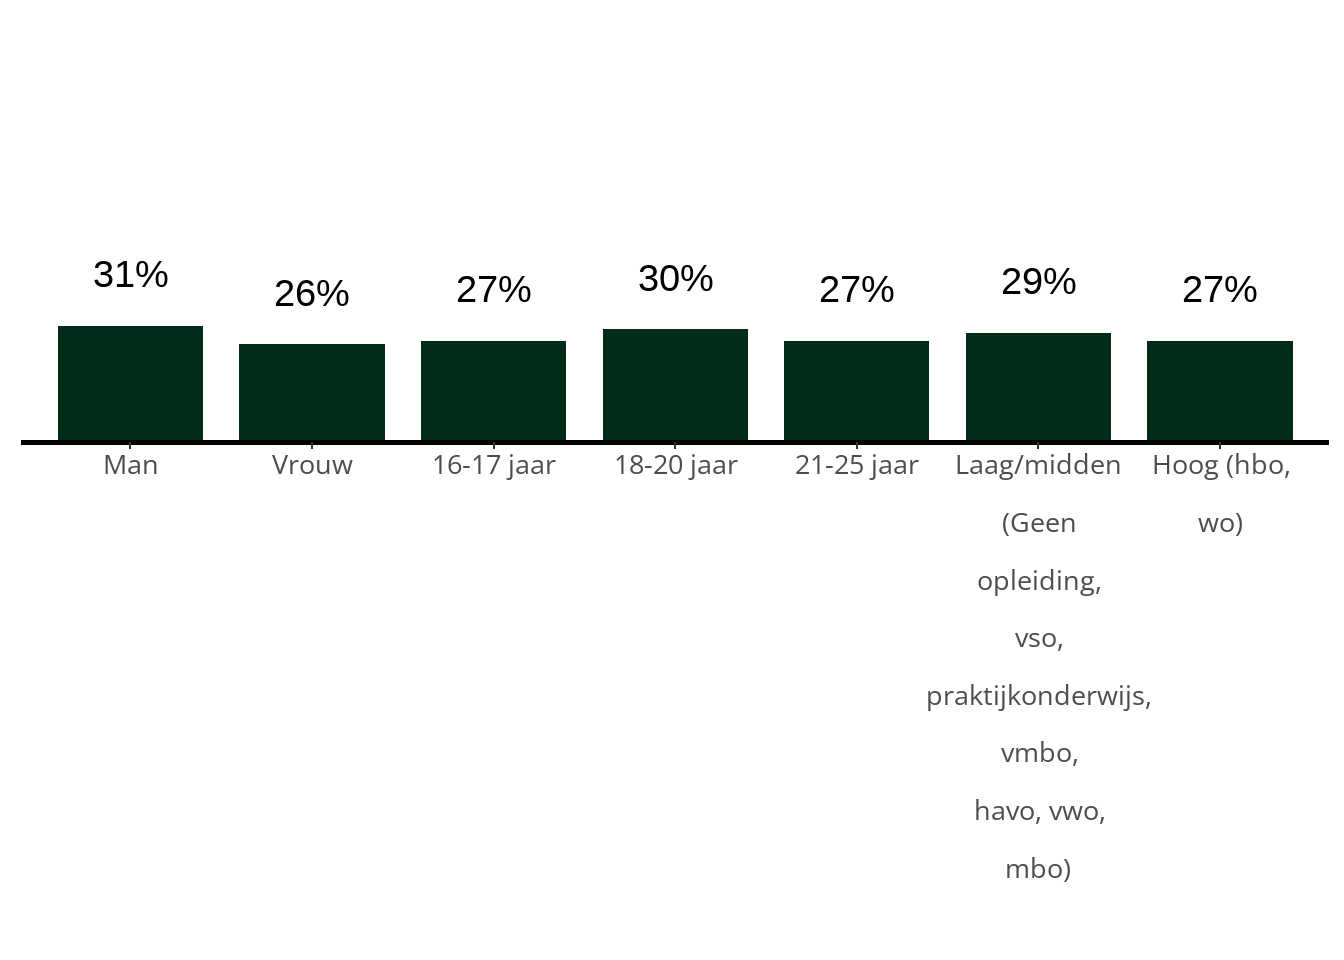 31%
26%
27%
30%
27%
29%
27%
Man
Vrouw
16-17 jaar
18-20 jaar
21-25 jaar
Laag/midden
(Geen
opleiding,
vso,
praktijkonderwijs,
vmbo,
havo, vwo,
mbo)
Hoog (hbo,
wo)